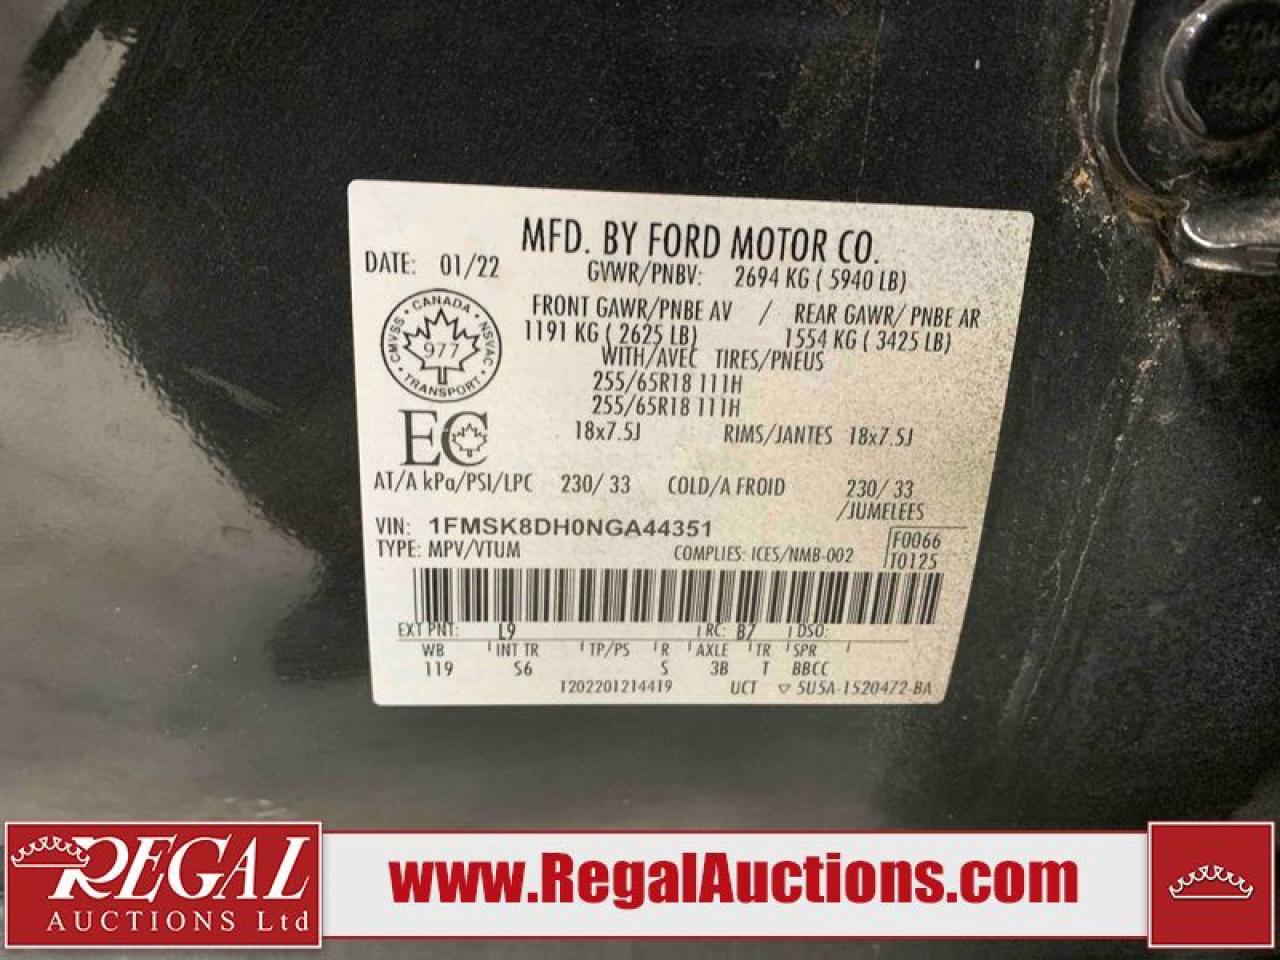 MFD. BY FORD MOTOR CO.
DATE: 01/22
GVWR/PNBV: 2694 KG ( 5940 LB)
FRONT GAWR/PNBE AV / REAR GAWR/ PNBE AR
1191 KG ( 2625 LB) 1554 KG ( 3425 LB)
WITH/AVEC TIRES/PNEUS
255/65R18 111H
255/65R18 111H
18x7.5J RIMS/JANTES 18x7.5J
CMVSS • CANADA • NSVAC • TRANSPORT •
977
EC
AT/A kPa/PSI/LPC 230/ 33 COLD/A FROID 230/ 33
/JUMELEES
VIN: 1FMSK8DH0NGA44351
F0066
TYPE: MPV/VTUM COMPLIES: ICES/NMB-002
T0125
EXT PNT: L9 RC: B7 DSO:
WB INT TR TP/PS R AXLE TR SPR
119 S6 S 3B T BBCC
1202201214419 UCT ▽ 5U5A-1520472-BA
REGAL
AUCTIONS Ltd
www.RegalAuctions.com